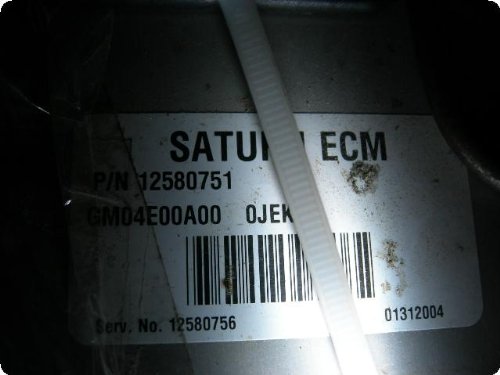 SATURN ECM
P/N 12580751
GM04E00A00 0JEK
Serv. No. 12580756
01312004